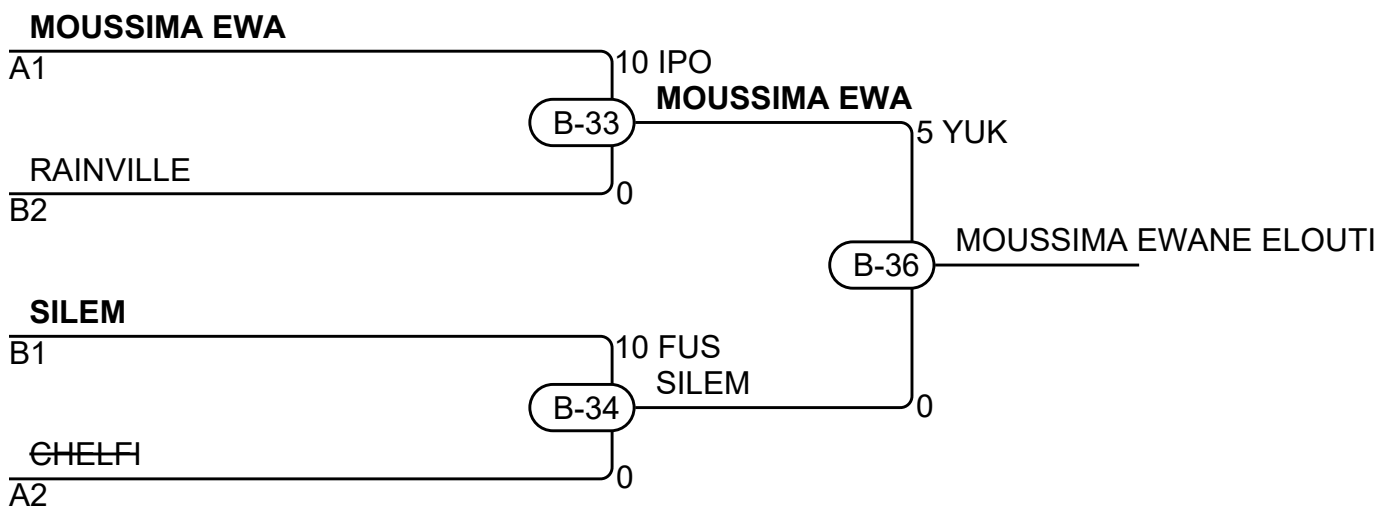 MOUSSIMA EWA
A1
10 IPO
MOUSSIMA EWA
B-33
5 YUK
RAINVILLE
B2
0
MOUSSIMA EWANE ELOUTI
B-36
SILEM
B1
10 FUS
SILEM
B-34
0
CHELFI
A2
0